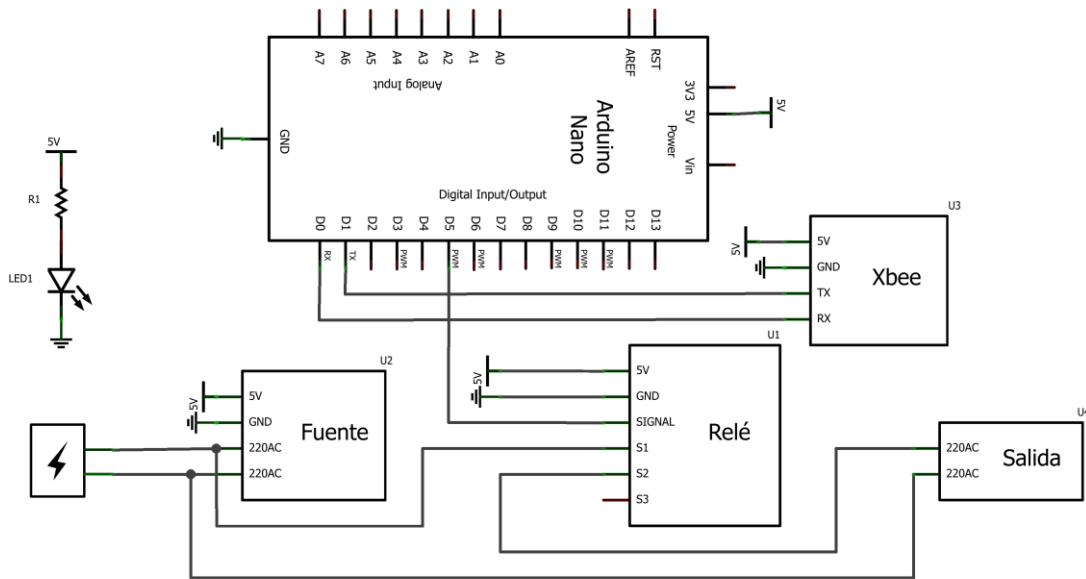 A7
A6
A5
A4
A3
A2
A1
A0
AREF
RST
Analog Input
3V3
5V
Power
Vin
5V
GND
Arduino
Nano
Digital Input/Output
D0
D1
D2
D3
D4
D5
D6
D7
D8
D9
D10
D11
D12
D13
RX
TX
PWM
PWM
PWM
PWM
PWM
PWM
5V
R1
LED1
U3
5V
5V
GND
TX
RX
Xbee
U2
5V
5V
GND
220AC
220AC
Fuente
U1
5V
5V
GND
SIGNAL
S1
S2
S3
Relé
220AC
220AC
Salida